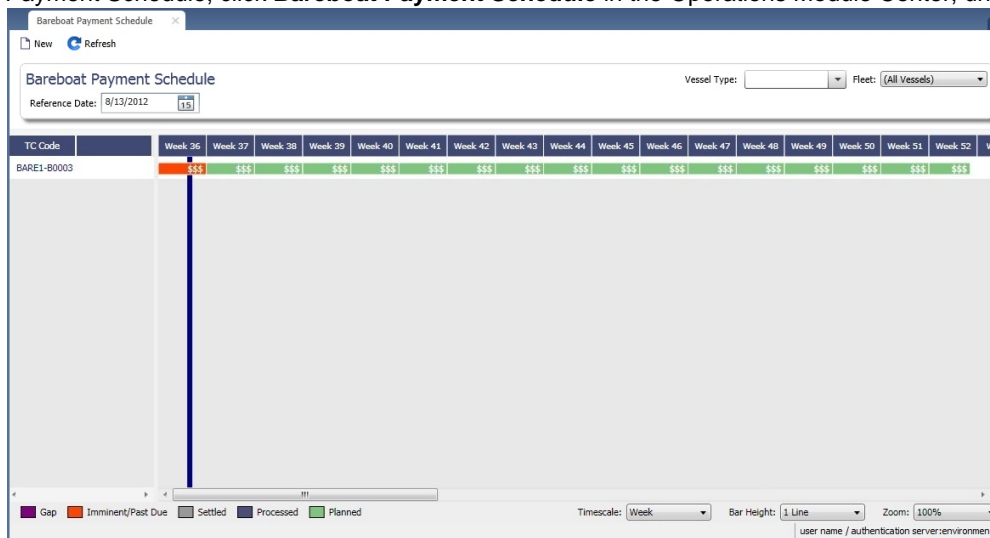 Payment Schedule, click Bareboat Payment Schedule in the Operations Module Center, un
Bareboat Payment Schedule
New Refresh
Bareboat Payment Schedule
Vessel Type: Fleet: (All Vessels)
Reference Date: 8/13/2012 15
TC Code Week 36 Week 37 Week 38 Week 39 Week 40 Week 41 Week 42 Week 43 Week 44 Week 45 Week 46 Week 47 Week 48 Week 49 Week 50 Week 51 Week 52
BARE1-B0003 $$$ $$$ $$$ $$$ $$$ $$$ $$$ $$$ $$$ $$$ $$$ $$$ $$$ $$$ $$$ $$$ $$$
Gap Imminent/Past Due Settled Processed Planned Timescale: Week Bar Height: 1 Line Zoom: 100%
user name / authentication server:environmen